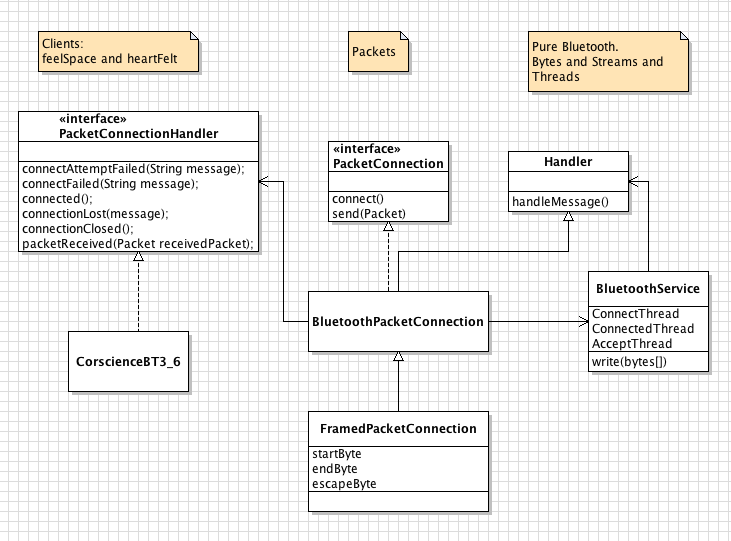 Clients:
feelSpace and heartFelt
Packets
Pure Bluetooth.
Bytes and Streams and
Threads
«interface»
PacketConnectionHandler
connectAttemptFailed(String message);
connectFailed(String message);
connected();
connectionLost(message);
connectionClosed();
packetReceived(Packet receivedPacket);
«interface»
PacketConnection
connect()
send(Packet)
Handler
handleMessage()
BluetoothService
ConnectThread
ConnectedThread
AcceptThread
write(bytes[])
BluetoothPacketConnection
CorscienceBT3_6
FramedPacketConnection
startByte
endByte
escapeByte